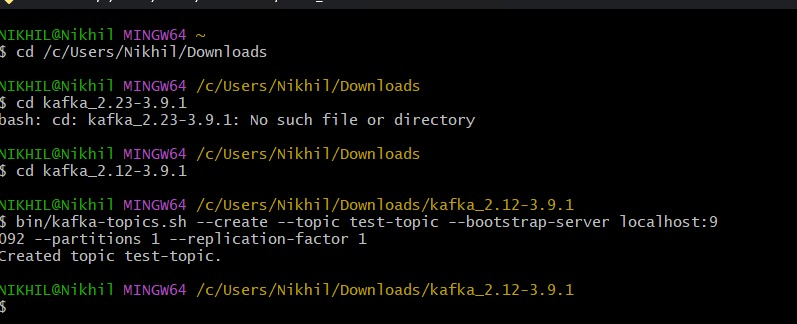 NIKHIL@Nikhil MINGW64 ~
$ cd /c/Users/Nikhil/Downloads
NIKHIL@Nikhil MINGW64 /c/Users/Nikhil/Downloads
$ cd kafka_2.23-3.9.1
bash: cd: kafka_2.23-3.9.1: No such file or directory
NIKHIL@Nikhil MINGW64 /c/Users/Nikhil/Downloads
$ cd kafka_2.12-3.9.1
NIKHIL@Nikhil MINGW64 /c/Users/Nikhil/Downloads/kafka_2.12-3.9.1
$ bin/kafka-topics.sh --create --topic test-topic --bootstrap-server localhost:9
092 --partitions 1 --replication-factor 1
Created topic test-topic.
NIKHIL@Nikhil MINGW64 /c/Users/Nikhil/Downloads/kafka_2.12-3.9.1
$